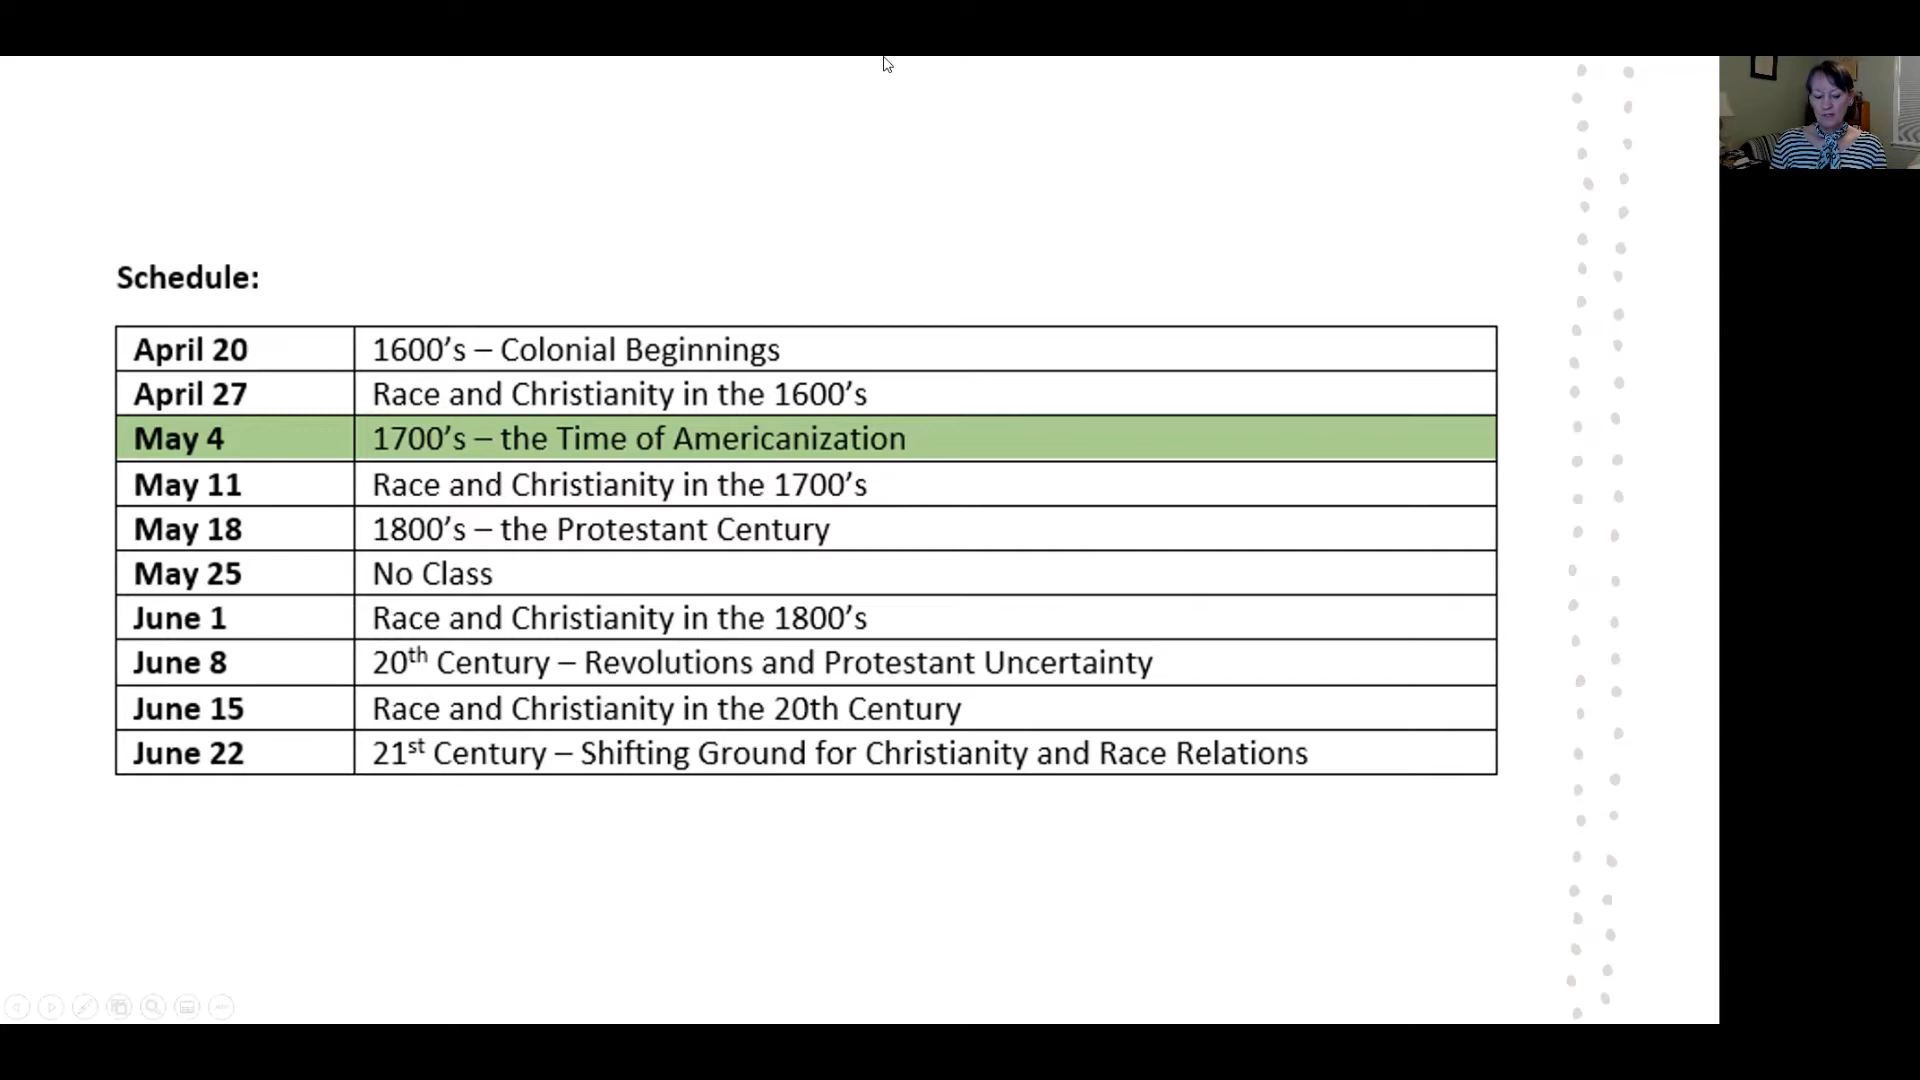 Schedule:
April 20 1600’s – Colonial Beginnings
April 27 Race and Christianity in the 1600’s
May 4 1700’s – the Time of Americanization
May 11 Race and Christianity in the 1700’s
May 18 1800’s – the Protestant Century
May 25 No Class
June 1 Race and Christianity in the 1800’s
June 8 20th Century – Revolutions and Protestant Uncertainty
June 15 Race and Christianity in the 20th Century
June 22 21st Century – Shifting Ground for Christianity and Race Relations